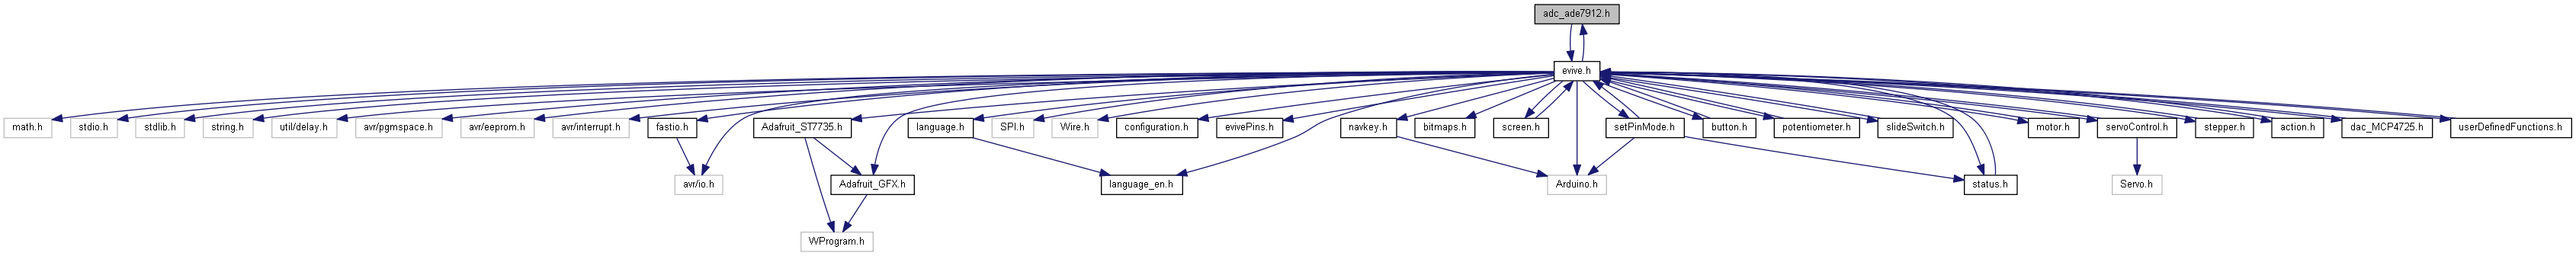 adc_ade7912.h
evive.h
math.h
stdio.h
stdlib.h
string.h
util/delay.h
avr/pgmspace.h
avr/eeprom.h
avr/interrupt.h
fastio.h
Adafruit_ST7735.h
language.h
SPI.h
Wire.h
configuration.h
evivePins.h
navkey.h
bitmaps.h
screen.h
setPinMode.h
button.h
potentiometer.h
slideSwitch.h
motor.h
servoControl.h
stepper.h
action.h
dac_MCP4725.h
userDefinedFunctions.h
avr/io.h
Adafruit_GFX.h
language_en.h
Arduino.h
status.h
Servo.h
WProgram.h